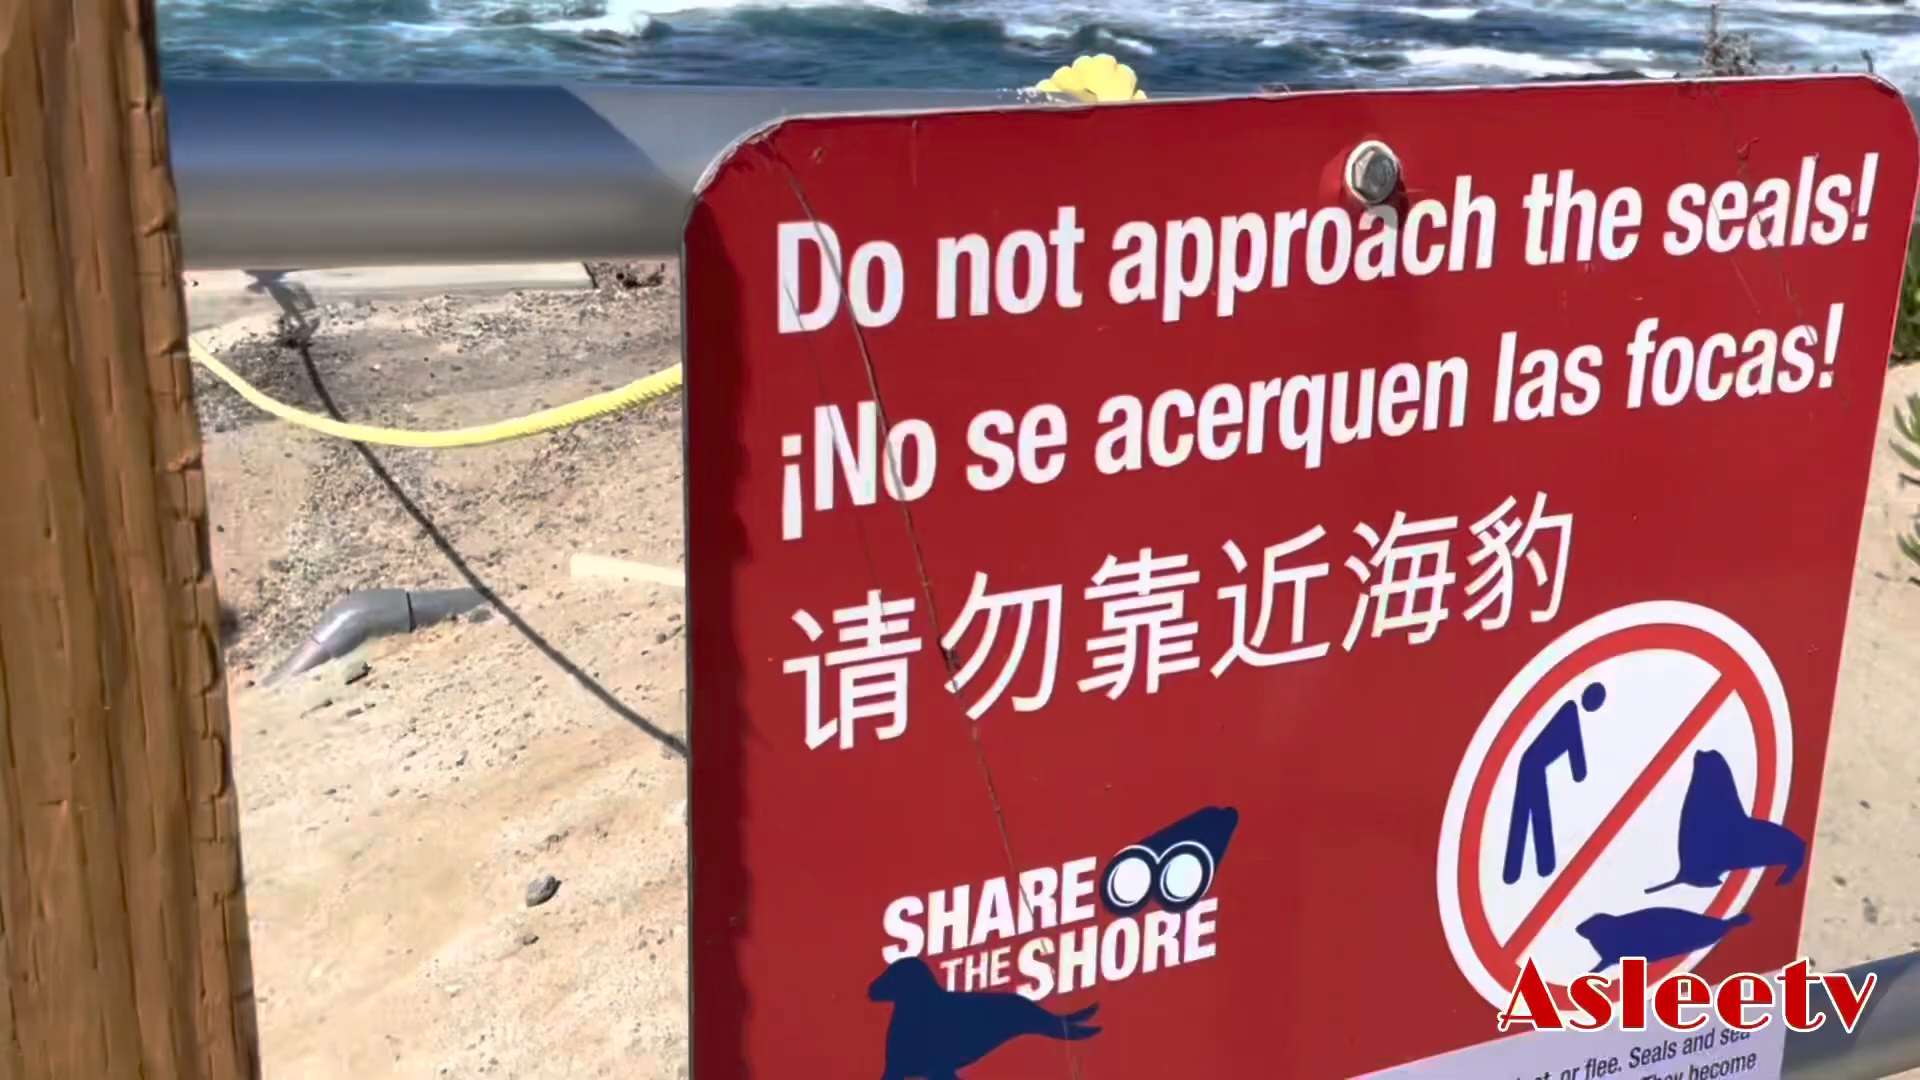 Do not approach the seals!
¡No se acerquen las focas!
请勿靠近海豹
SHARE
THE SHORE
Asleetv
or flee. Seals and sea
They become